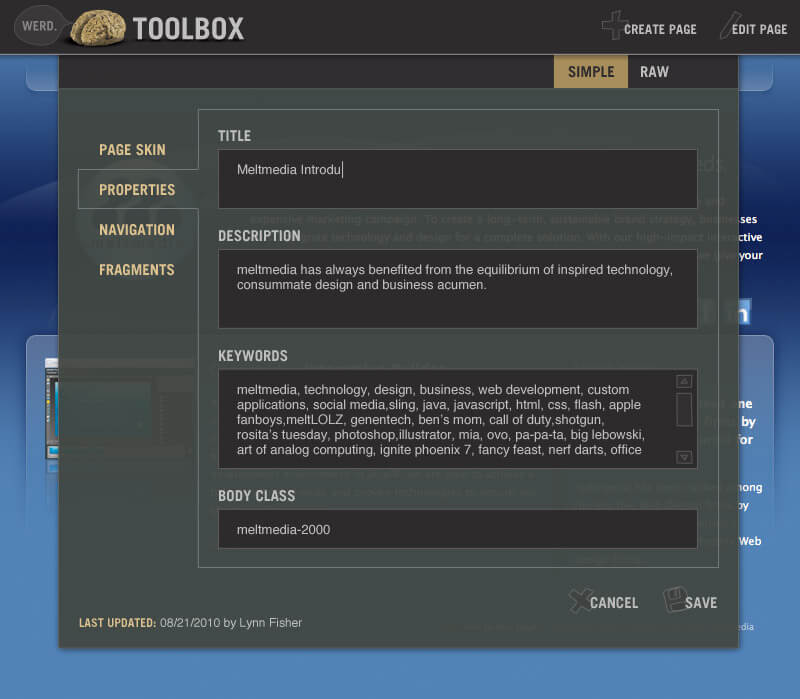 WERD.
TOOLBOX
CREATE PAGE
EDIT PAGE
SIMPLE
RAW
PAGE SKIN
PROPERTIES
NAVIGATION
FRAGMENTS
TITLE
Meltmedia Introdu
DESCRIPTION
meltmedia has always benefited from the equilibrium of inspired technology,
consummate design and business acumen.
KEYWORDS
meltmedia, technology, design, business, web development, custom
applications, social media,sling, java, javascript, html, css, flash, apple
fanboys,meltLOLZ, genentech, ben's mom, call of duty,shotgun,
rosita's tuesday, photoshop,illustrator, mia, ovo, pa-pa-ta, big lebowski,
art of analog computing, ignite phoenix 7, fancy feast, nerf darts, office
BODY CLASS
meltmedia-2000
CANCEL
SAVE
LAST UPDATED: 08/21/2010 by Lynn Fisher